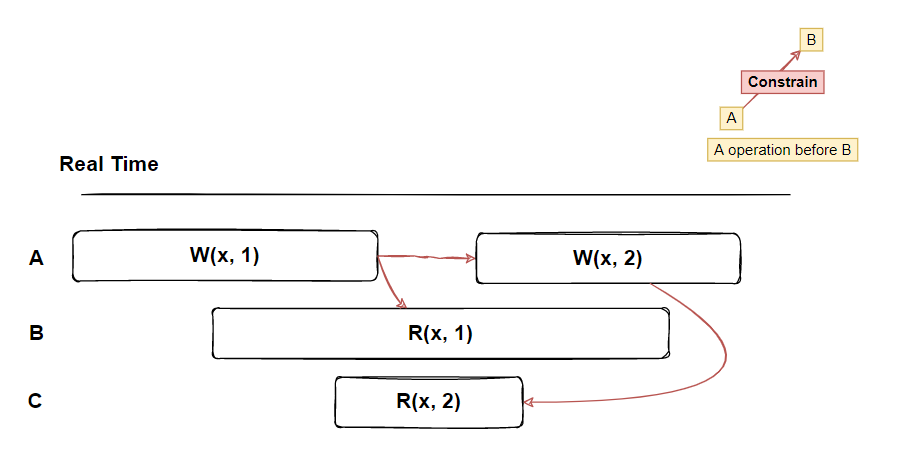 B
Constrain
A
A operation before B
Real Time
A
W(x, 1)
W(x, 2)
B
R(x, 1)
C
R(x, 2)